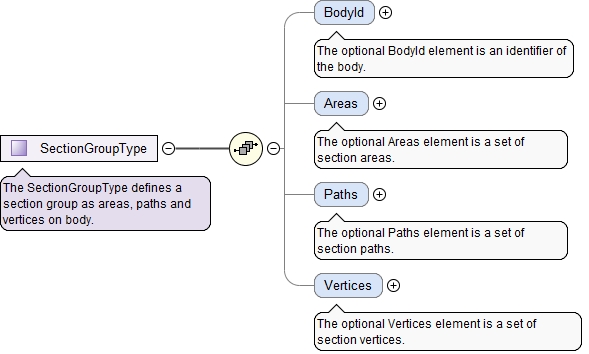 BodyId
The optional BodyId element is an identifier of
the body.
Areas
The optional Areas element is a set of
section areas.
SectionGroupType
The SectionGroupType defines a
section group as areas, paths and
vertices on body.
Paths
The optional Paths element is a set of
section paths.
Vertices
The optional Vertices element is a set of
section vertices.